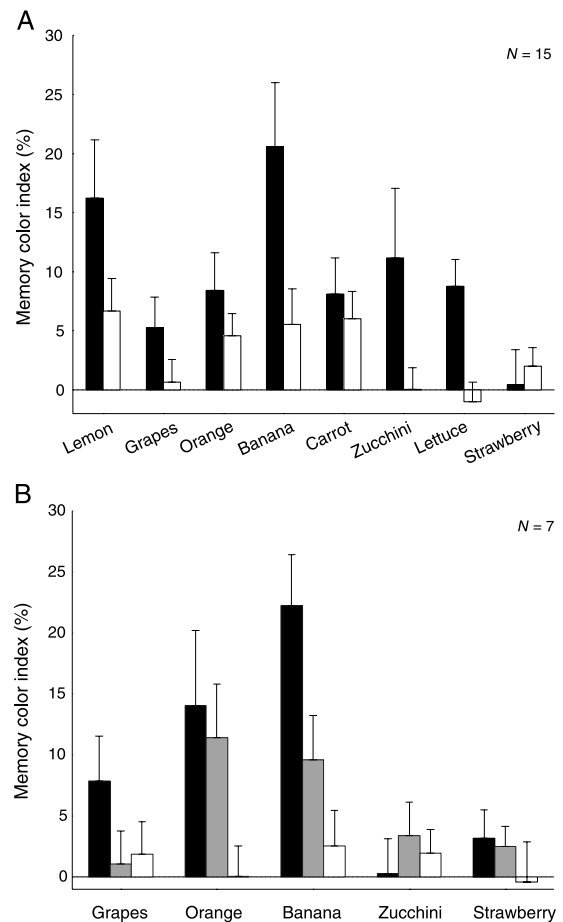 A
N = 15
Memory color index (%)
30
25
20
15
10
5
0
Lemon Grapes Orange Banana Carrot Zucchini Lettuce Strawberry
B
N = 7
Memory color index (%)
30
25
20
15
10
5
0
Grapes Orange Banana Zucchini Strawberry